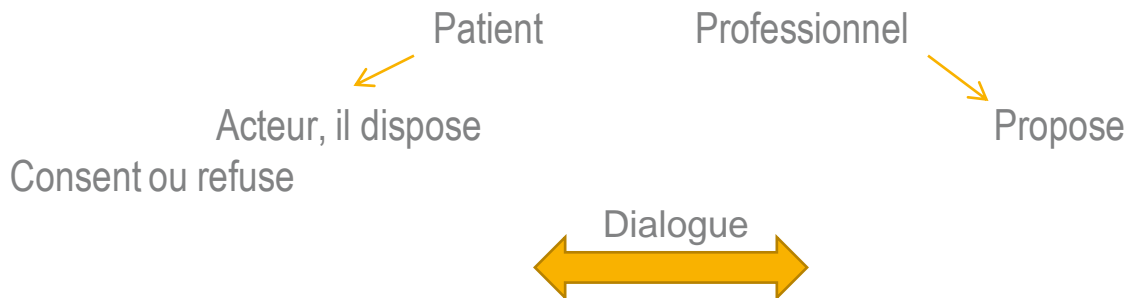 Patient Professionnel
Acteur, il dispose Propose
Consent ou refuse
Dialogue